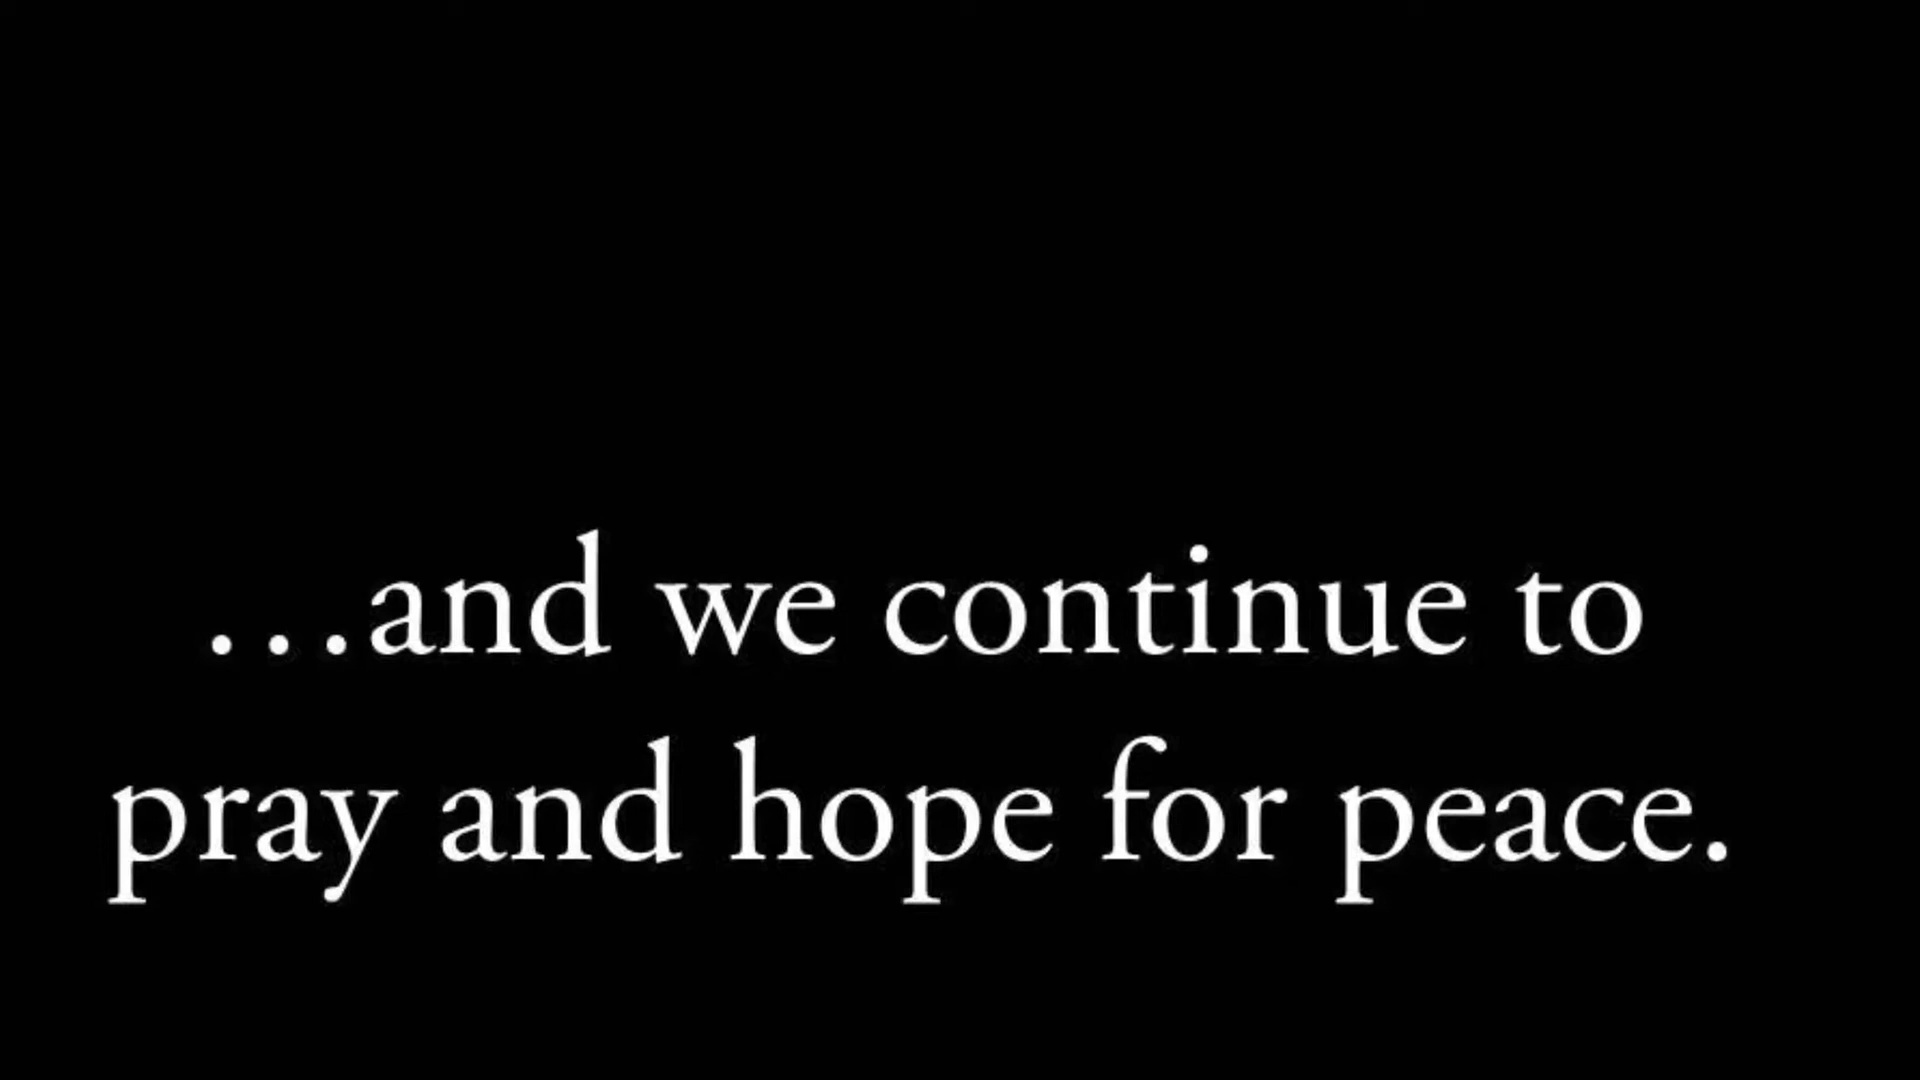 …and we continue to
pray and hope for peace.